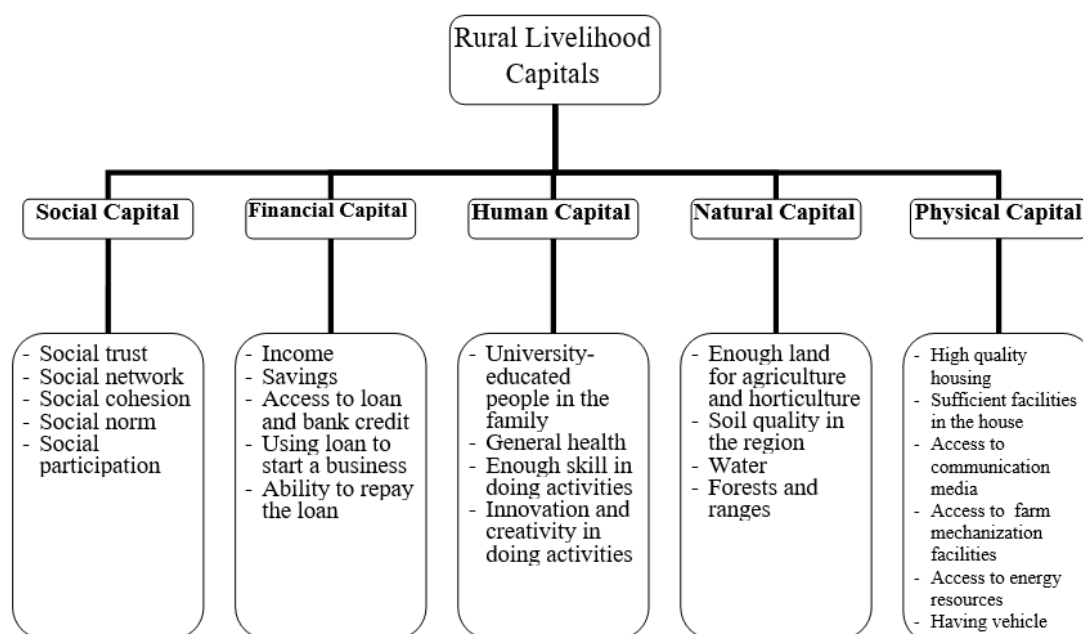 Rural Livelihood
Capitals
Social Capital
Financial Capital
Human Capital
Natural Capital
Physical Capital
- Social trust
- Social network
- Social cohesion
- Social norm
- Social
participation
- Income
- Savings
- Access to loan
and bank credit
- Using loan to
start a business
- Ability to repay
the loan
- University-
educated
people in the
family
- General health
- Enough skill in
doing activities
- Innovation and
creativity in
doing activities
- Enough land
for agriculture
and horticulture
- Soil quality in
the region
- Water
- Forests and
ranges
- High quality
housing
- Sufficient facilities
in the house
- Access to
communication
media
- Access to farm
mechanization
facilities
- Access to energy
resources
- Having vehicle